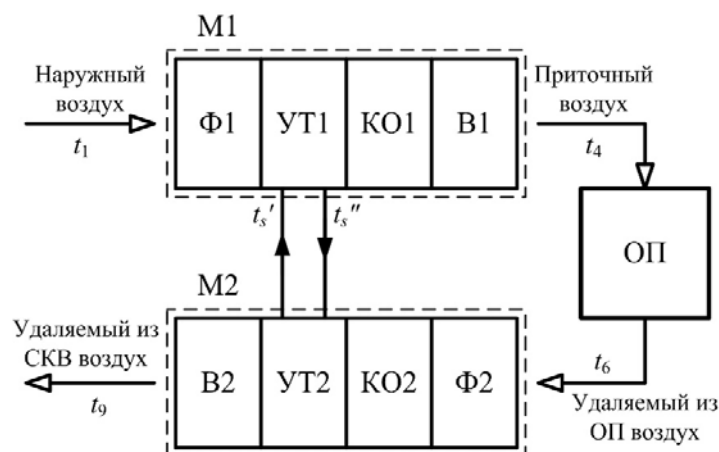 М1
Наружный
воздух
t₁
Ф1
УТ1
КО1
В1
Приточный
воздух
t₄
tₛ′
tₛ″
ОП
М2
Удаляемый из
СКВ воздух
t₉
В2
УТ2
КО2
Ф2
t₆
Удаляемый из
ОП воздух